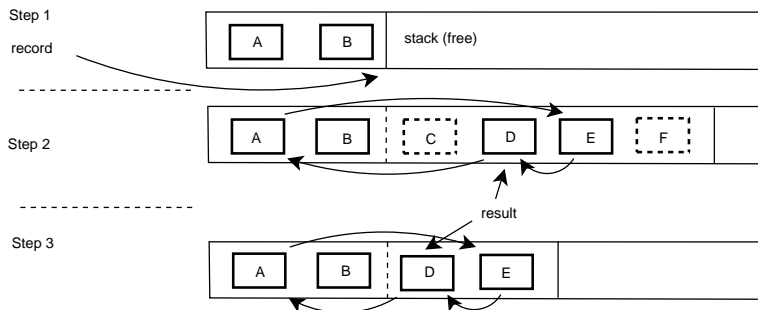 Step 1
record
A
B
stack (free)
Step 2
A
B
C
D
E
F
result
Step 3
A
B
D
E